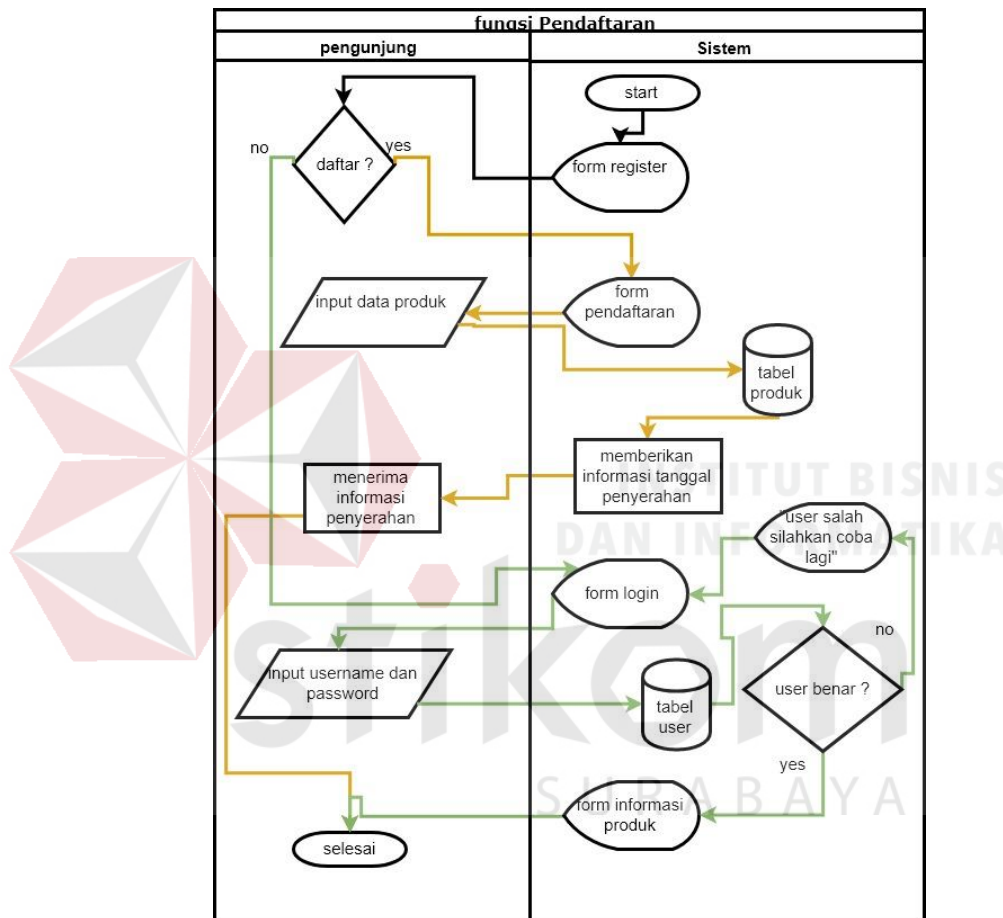 fungsi Pendaftaran
pengunjung
Sistem
start
no
yes
daftar ?
form register
input data produk
form
pendaftaran
tabel
produk
memberikan
informasi tanggal
penyerahan
menerima
informasi
penyerahan
INSTITUT BISNIS
DAN INFORMATIKA
"user salah
silahkan coba
lagi"
form login
no
input username dan
password
user benar ?
tabel
user
stikom
yes
SURABAYA
form informasi
produk
selesai